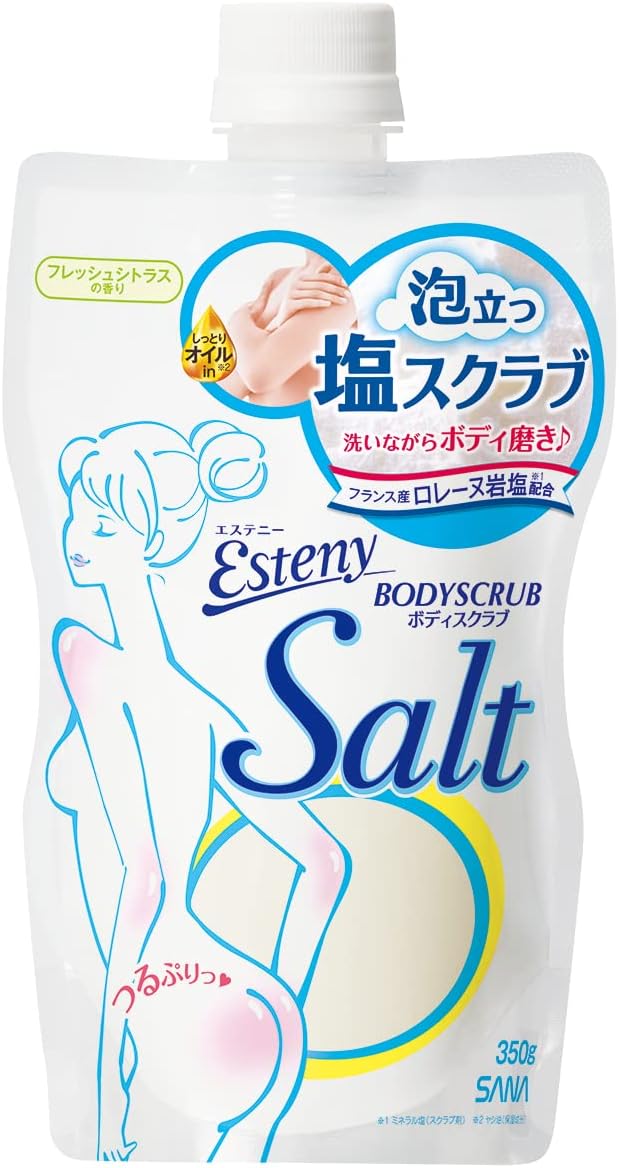 フレッシュシトラス
の香り
しっとり
オイル
in※2
泡立つ
塩スクラブ
洗いながらボディ磨き♪
フランス産 ロレーヌ岩塩※1配合
エステニー
Esteny
BODYSCRUB
ボディスクラブ
Salt
つるぷりっ♥
350g
SANA
※1 ミネラル塩(スクラブ剤) ※2 ヤシ油(保湿成分)